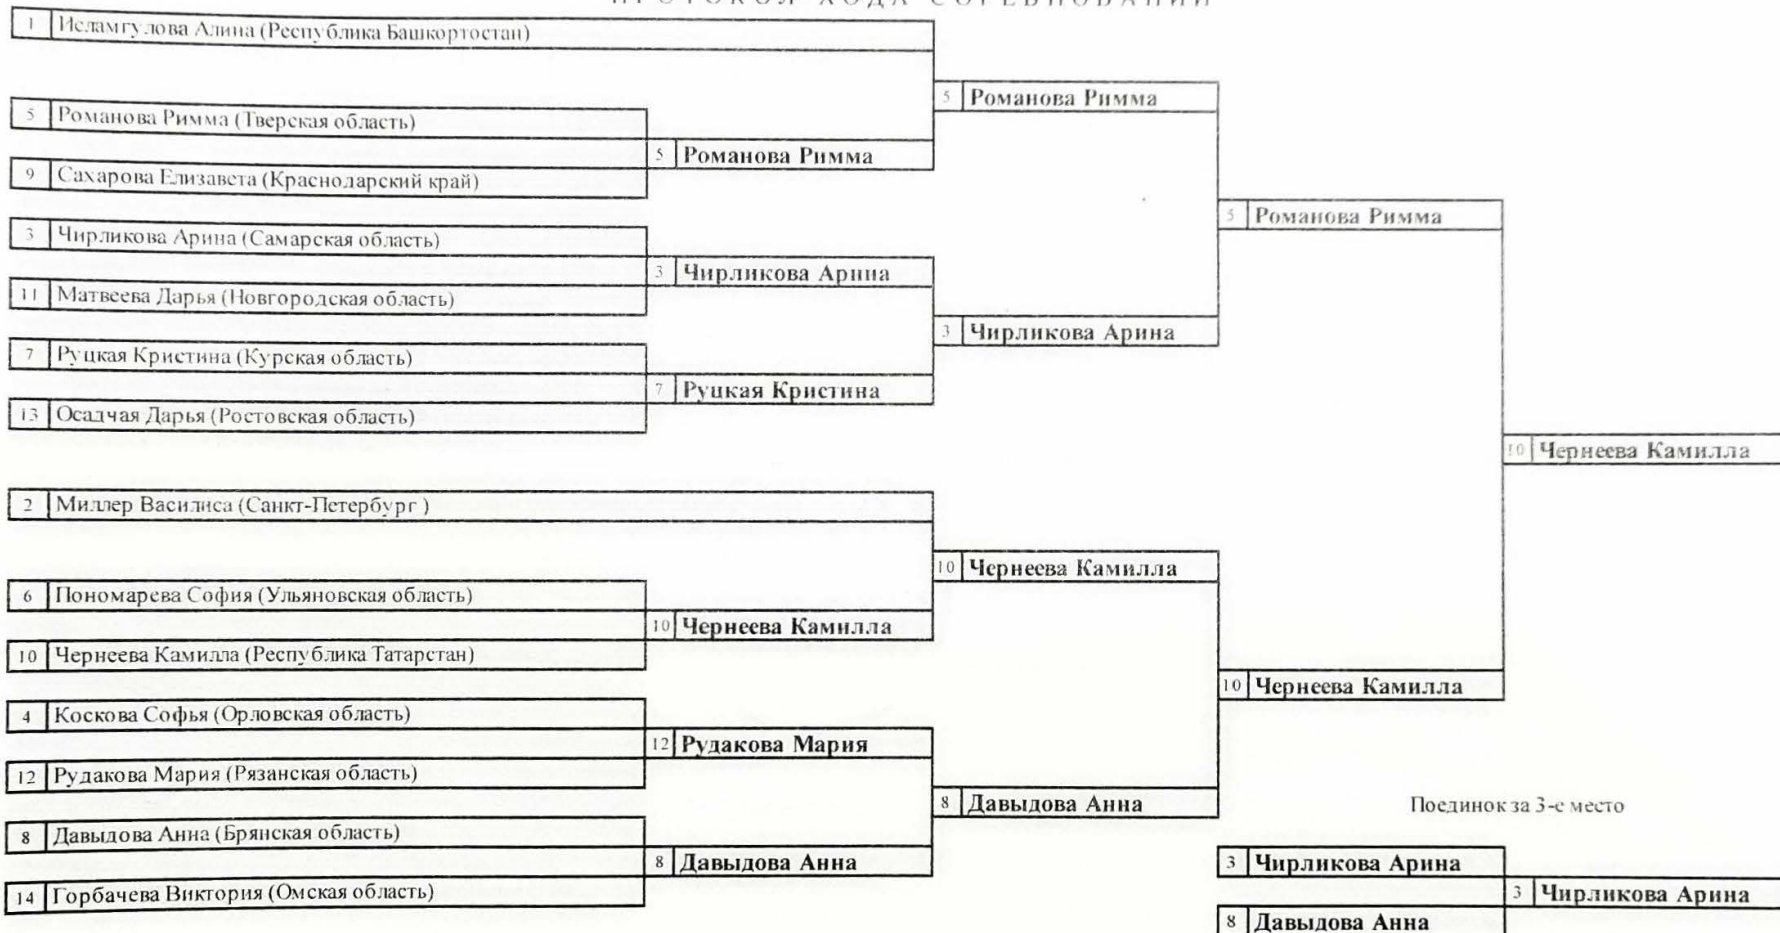 ПРОТОКОЛ ХОДА СОРЕВНОВАНИЙ
1 Исламгулова Алина (Республика Башкортостан)
5 Романова Римма
5 Романова Римма (Тверская область)
5 Романова Римма
9 Сахарова Елизавета (Краснодарский край)
5 Романова Римма
3 Чирликова Арина (Самарская область)
3 Чирликова Арина
11 Матвеева Дарья (Новгородская область)
3 Чирликова Арина
7 Руцкая Кристина (Курская область)
7 Руцкая Кристина
13 Осадчая Дарья (Ростовская область)
10 Чернеева Камилла
2 Миллер Василиса (Санкт-Петербург )
10 Чернеева Камилла
6 Пономарева София (Ульяновская область)
10 Чернеева Камилла
10 Чернеева Камилла (Республика Татарстан)
10 Чернеева Камилла
4 Коскова Софья (Орловская область)
12 Рудакова Мария
12 Рудакова Мария (Рязанская область)
8 Давыдова Анна
Поединок за 3-е место
8 Давыдова Анна (Брянская область)
8 Давыдова Анна
3 Чирликова Арина
14 Горбачева Виктория (Омская область)
3 Чирликова Арина
8 Давыдова Анна